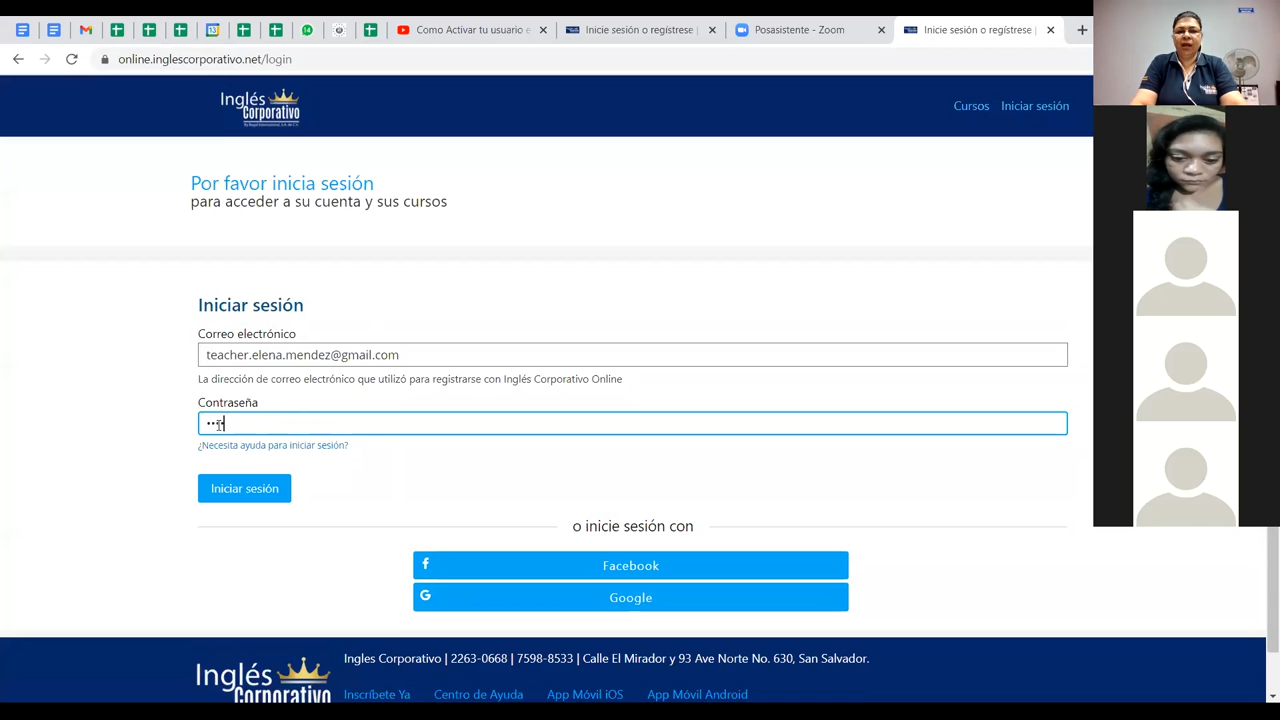 Como Activar tu usuario e
Inicie sesión o regístrese |
Posasistente - Zoom
Inicie sesión o regístrese |
online.inglescorporativo.net/login
Inglés
Corporativo
Cursos
Iniciar sesión
Por favor inicia sesión
para acceder a su cuenta y sus cursos
Iniciar sesión
Correo electrónico
teacher.elena.mendez@gmail.com
La dirección de correo electrónico que utilizó para registrarse con Inglés Corporativo Online
Contraseña
¿Necesita ayuda para iniciar sesión?
Iniciar sesión
o inicie sesión con
Facebook
Google
Inglés
Corporativo
Ingles Corporativo | 2263-0668 | 7598-8533 | Calle El Mirador y 93 Ave Norte No. 630, San Salvador.
Inscríbete Ya
Centro de Ayuda
App Móvil iOS
App Móvil Android